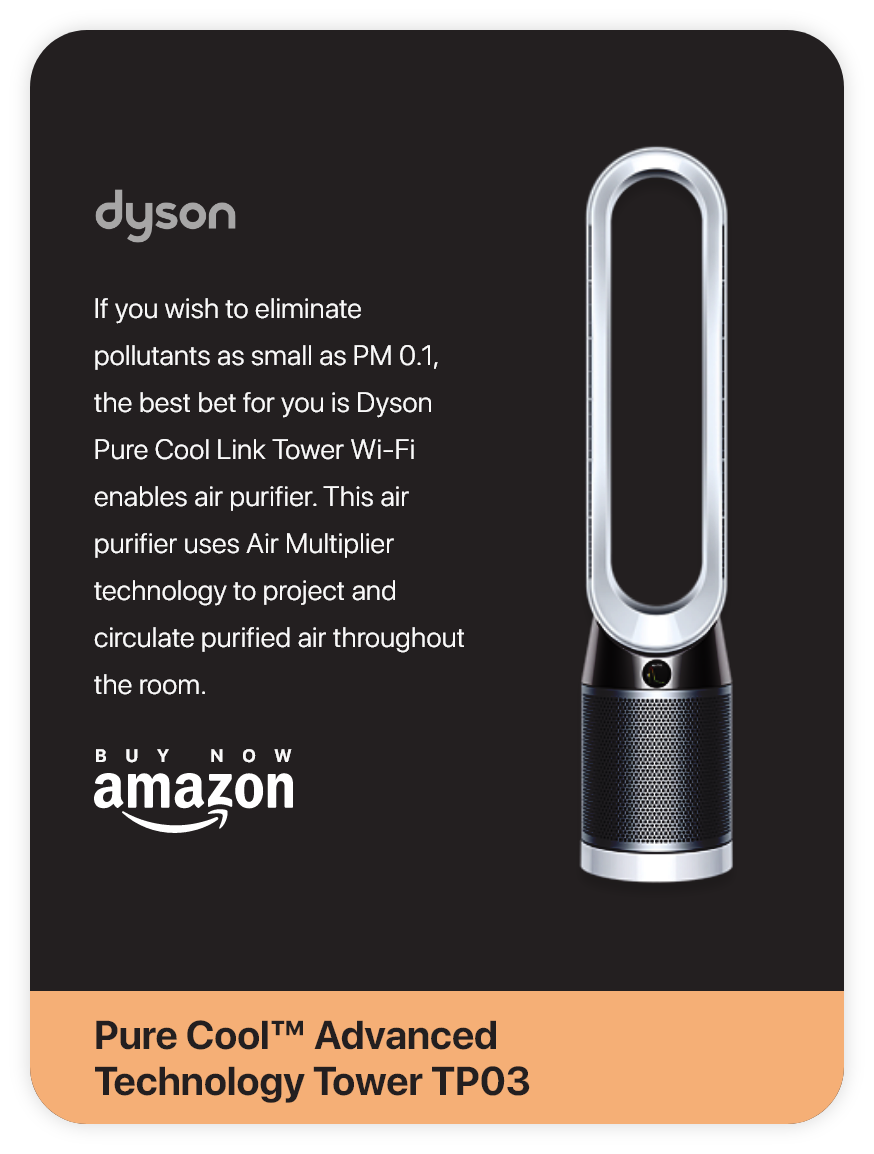 dyson
If you wish to eliminate
pollutants as small as PM 0.1,
the best bet for you is Dyson
Pure Cool Link Tower Wi-Fi
enables air purifier. This air
purifier uses Air Multiplier
technology to project and
circulate purified air throughout
the room.
BUY NOW
amazon
Pure Cool™ Advanced
Technology Tower TP03